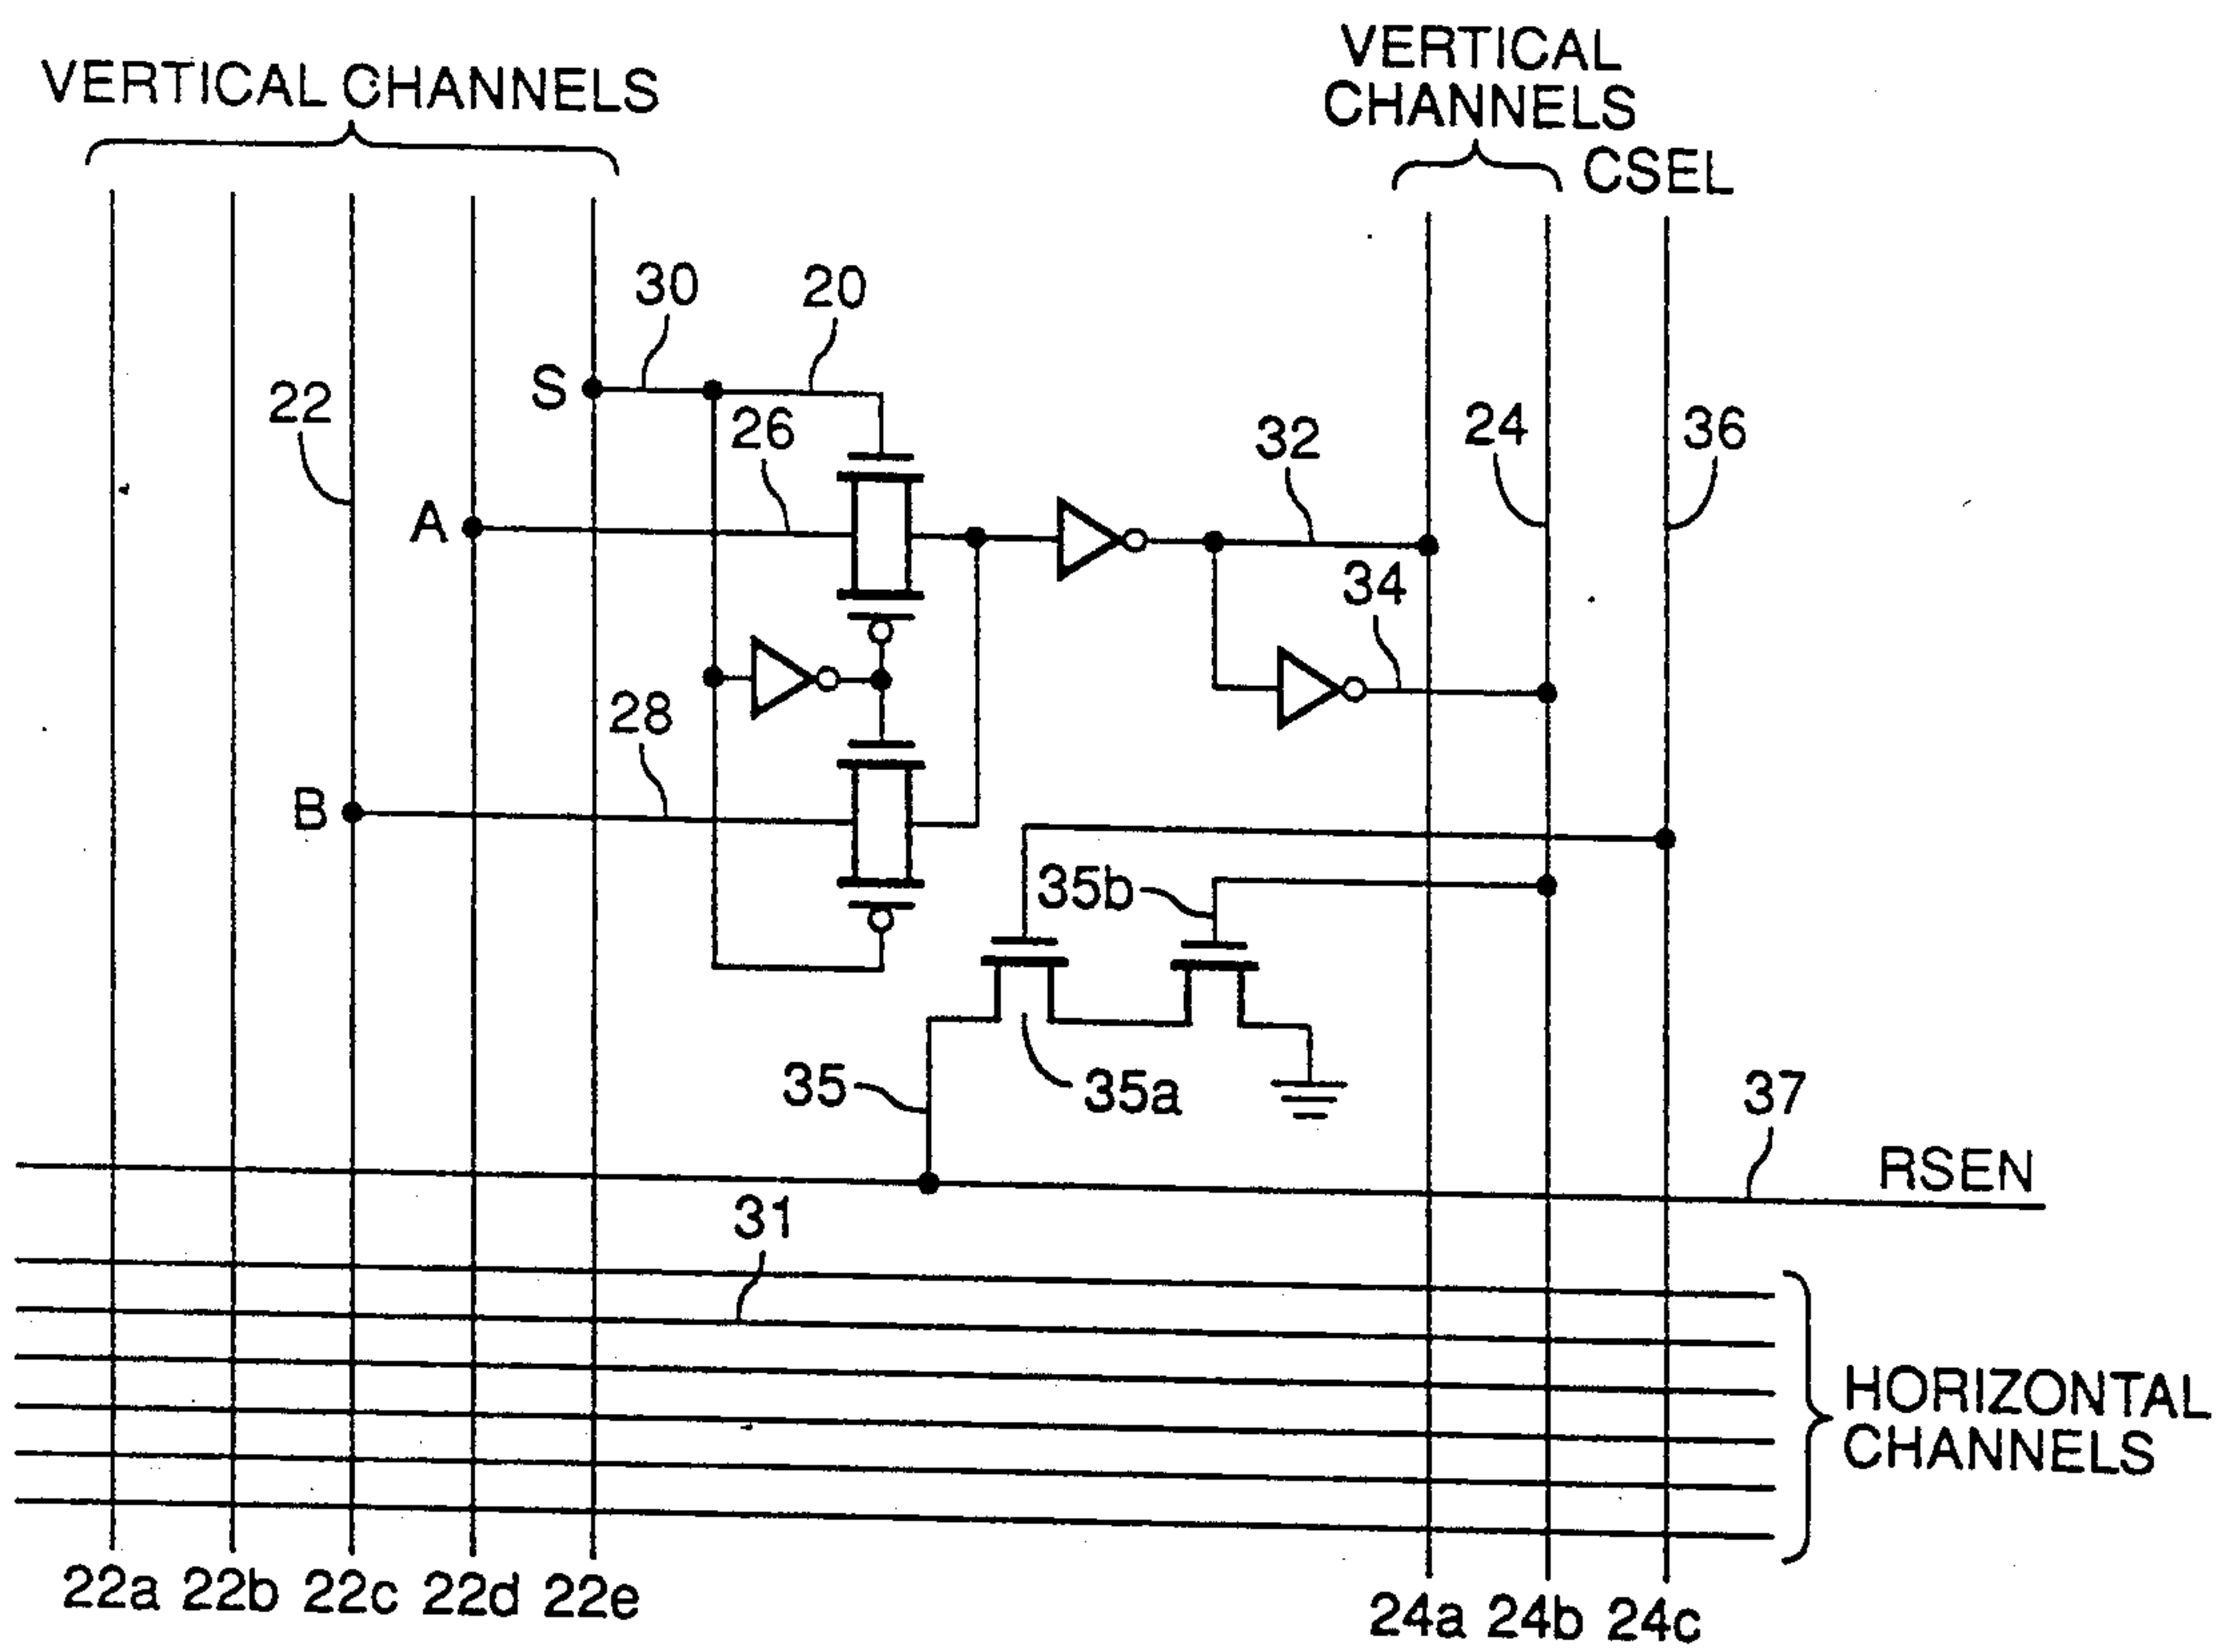 VERTICAL CHANNELS
VERTICAL
CHANNELS
CSEL
30
20
22
S
26
32
24
36
A
34
28
B
35b
35
35a
37
RSEN
31
HORIZONTAL
CHANNELS
22a 22b 22c 22d 22e
24a 24b 24c